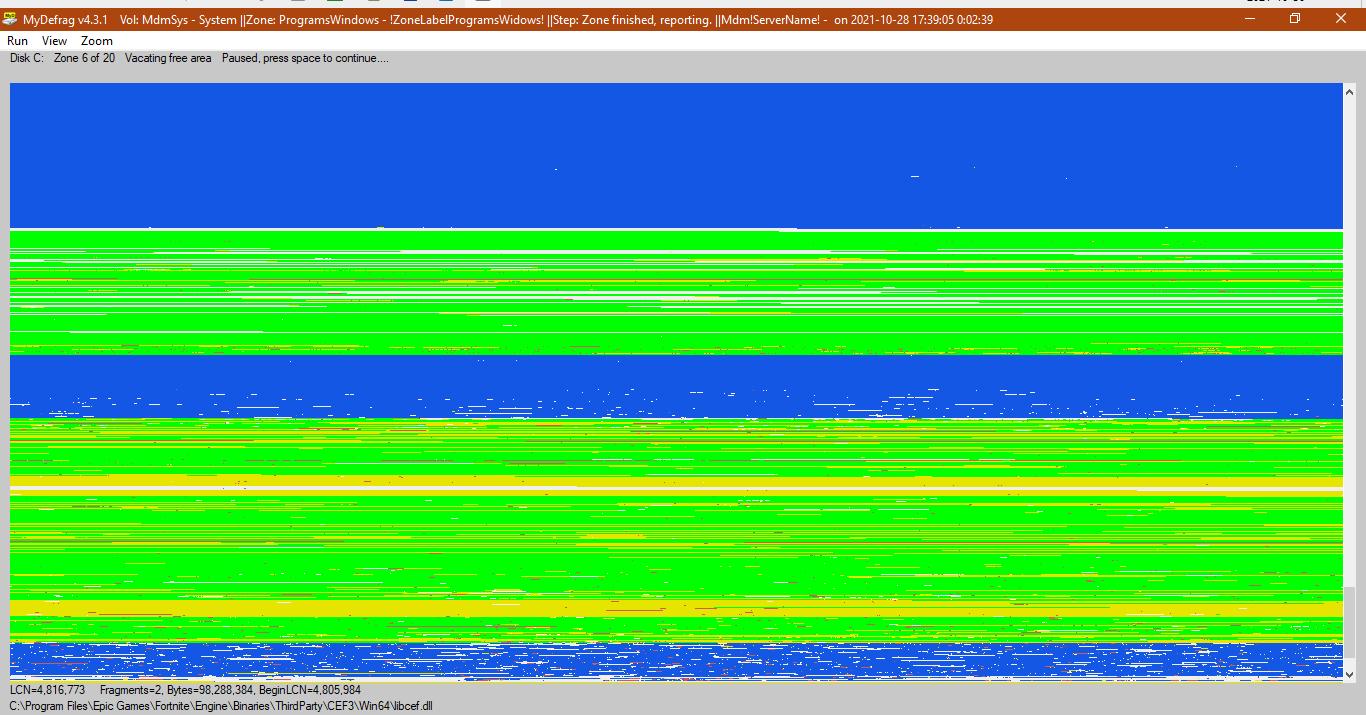 MyDefrag v4.3.1 Vol: MdmSys - System ||Zone: ProgramsWindows - !ZoneLabelProgramsWidows! ||Step: Zone finished, reporting. ||Mdm!ServerName! - on 2021-10-28 17:39:05 0:02:39
Run View Zoom
Disk C: Zone 6 of 20 Vacating free area Paused, press space to continue....
LCN=4,816,773 Fragments=2, Bytes=98,288,384, BeginLCN=4,805,984
C:\Program Files\Epic Games\Fortnite\Engine\Binaries\ThirdParty\CEF3\Win64\libcef.dll